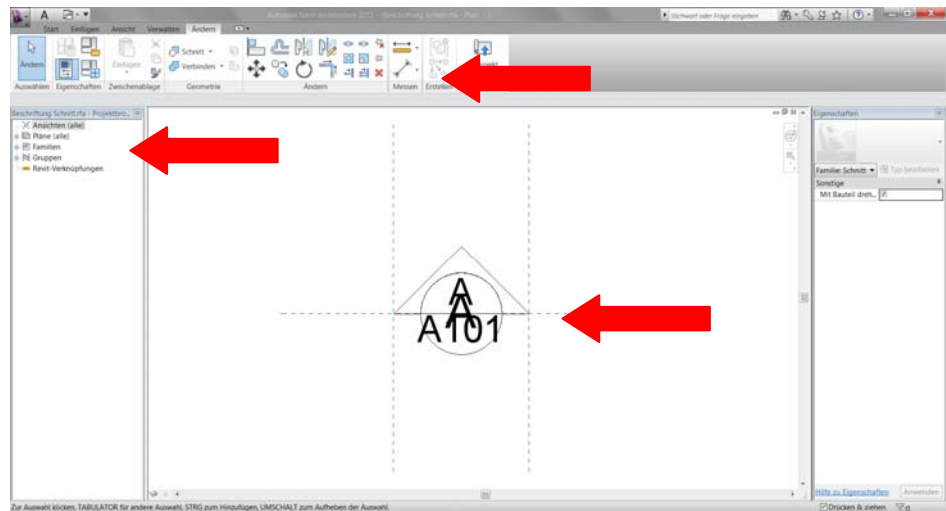 Stichwort oder Frage eingeben
Start Einfügen Ansicht Verwalten Ändern
Ändern
Einfügen
Schnitt
Verbinden
Auswählen Eigenschaften Zwischenablage Geometrie Ändern Messen Erstellen
Beschriftung Schnitt.rfa - Projektbro...
Ansichten (alle)
Pläne (alle)
Familien
Gruppen
Revit-Verknüpfungen
A
A
A101
Eigenschaften
Familie: Schnitt Typ bearbeiten
Sonstige
Mit Bauteil dreh...
Hilfe zu Eigenschaften Anwenden
Zur Auswahl klicken, TABULATOR für andere Auswahl, STRG zum Hinzufügen, UMSCHALT zum Aufheben der Auswahl.
Drücken & ziehen